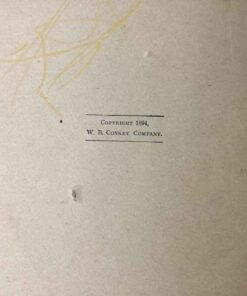 COPYRIGHT 1894,
W. B. CONKEY COMPANY.